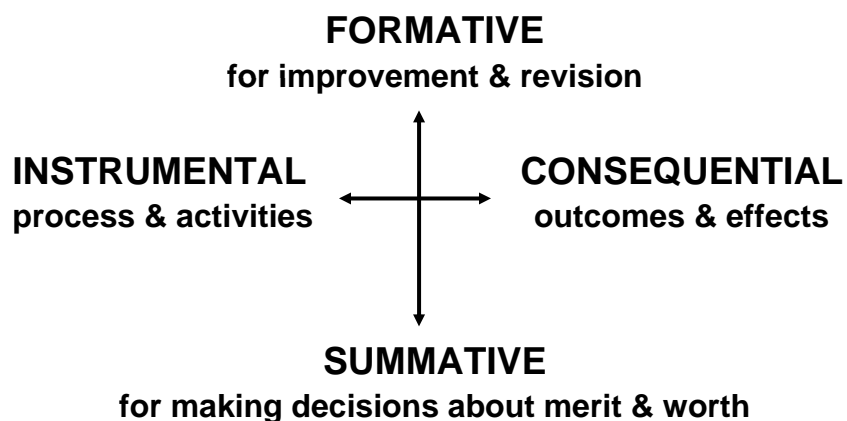 FORMATIVE
for improvement & revision
INSTRUMENTAL
process & activities
CONSEQUENTIAL
outcomes & effects
SUMMATIVE
for making decisions about merit & worth